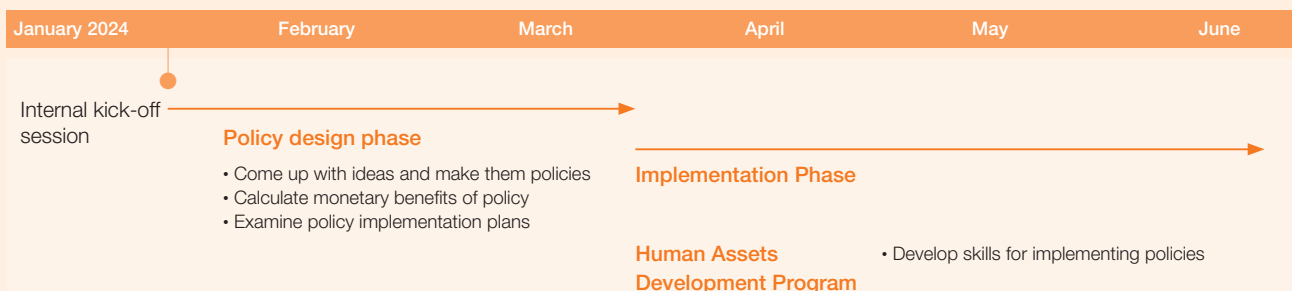 January 2024 February March April May June
Internal kick-off
session
Policy design phase
• Come up with ideas and make them policies
• Calculate monetary benefits of policy
• Examine policy implementation plans
Implementation Phase
Human Assets
Development Program
• Develop skills for implementing policies